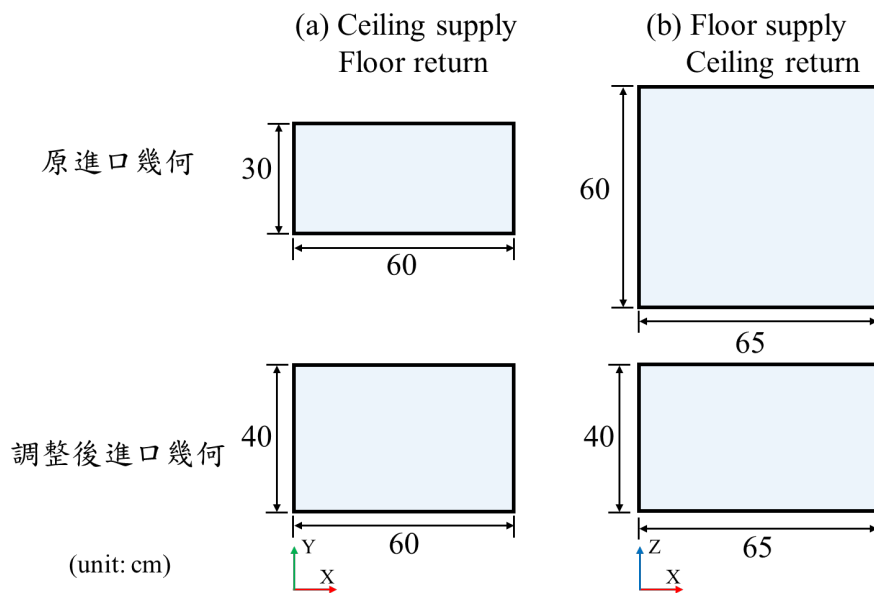 (a) Ceiling supply
Floor return
(b) Floor supply
Ceiling return
原進口幾何
30
60
60
65
調整後進口幾何
40
60
40
65
(unit: cm)
Y
X
Z
X